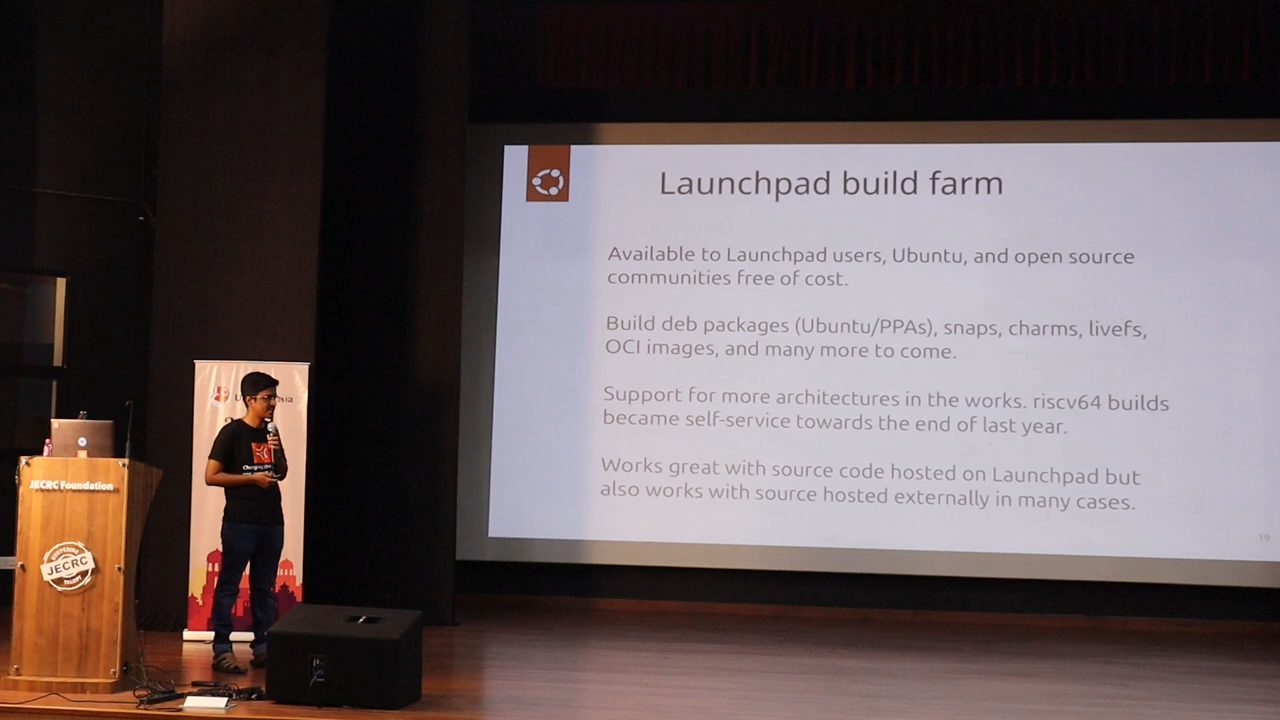 Launchpad build farm
Available to Launchpad users, Ubuntu, and open source
communities free of cost.
Build deb packages (Ubuntu/PPAs), snaps, charms, livefs,
OCI images, and many more to come.
Support for more architectures in the works. riscv64 builds
became self-service towards the end of last year.
Works great with source code hosted on Launchpad but
also works with source hosted externally in many cases.
19
JECRC Foundation
JECRC
TALENT